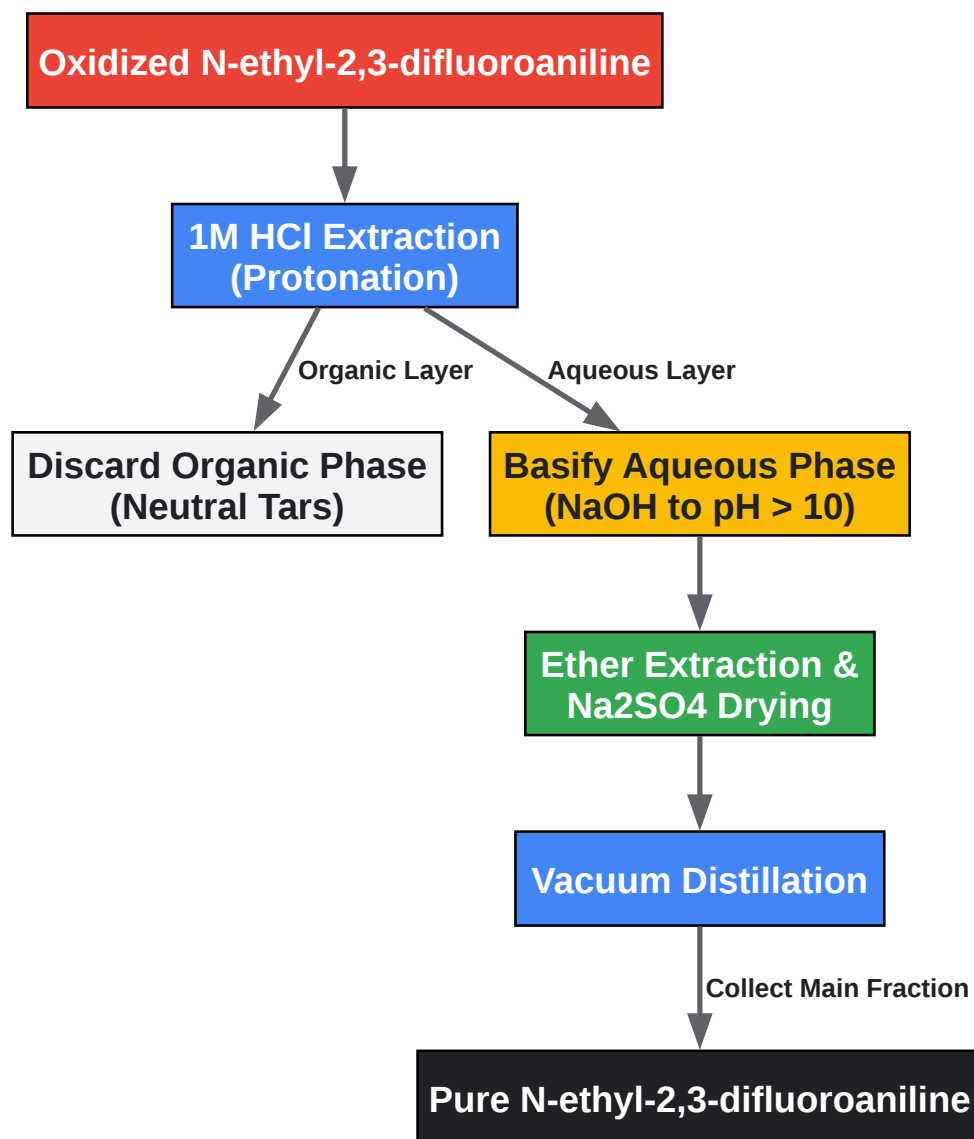 Oxidized N-ethyl-2,3-difluoroaniline
1M HCl Extraction
(Protonation)
Organic Layer
Aqueous Layer
Discard Organic Phase
(Neutral Tars)
Basify Aqueous Phase
(NaOH to pH > 10)
Ether Extraction &
Na2SO4 Drying
Vacuum Distillation
Collect Main Fraction
Pure N-ethyl-2,3-difluoroaniline